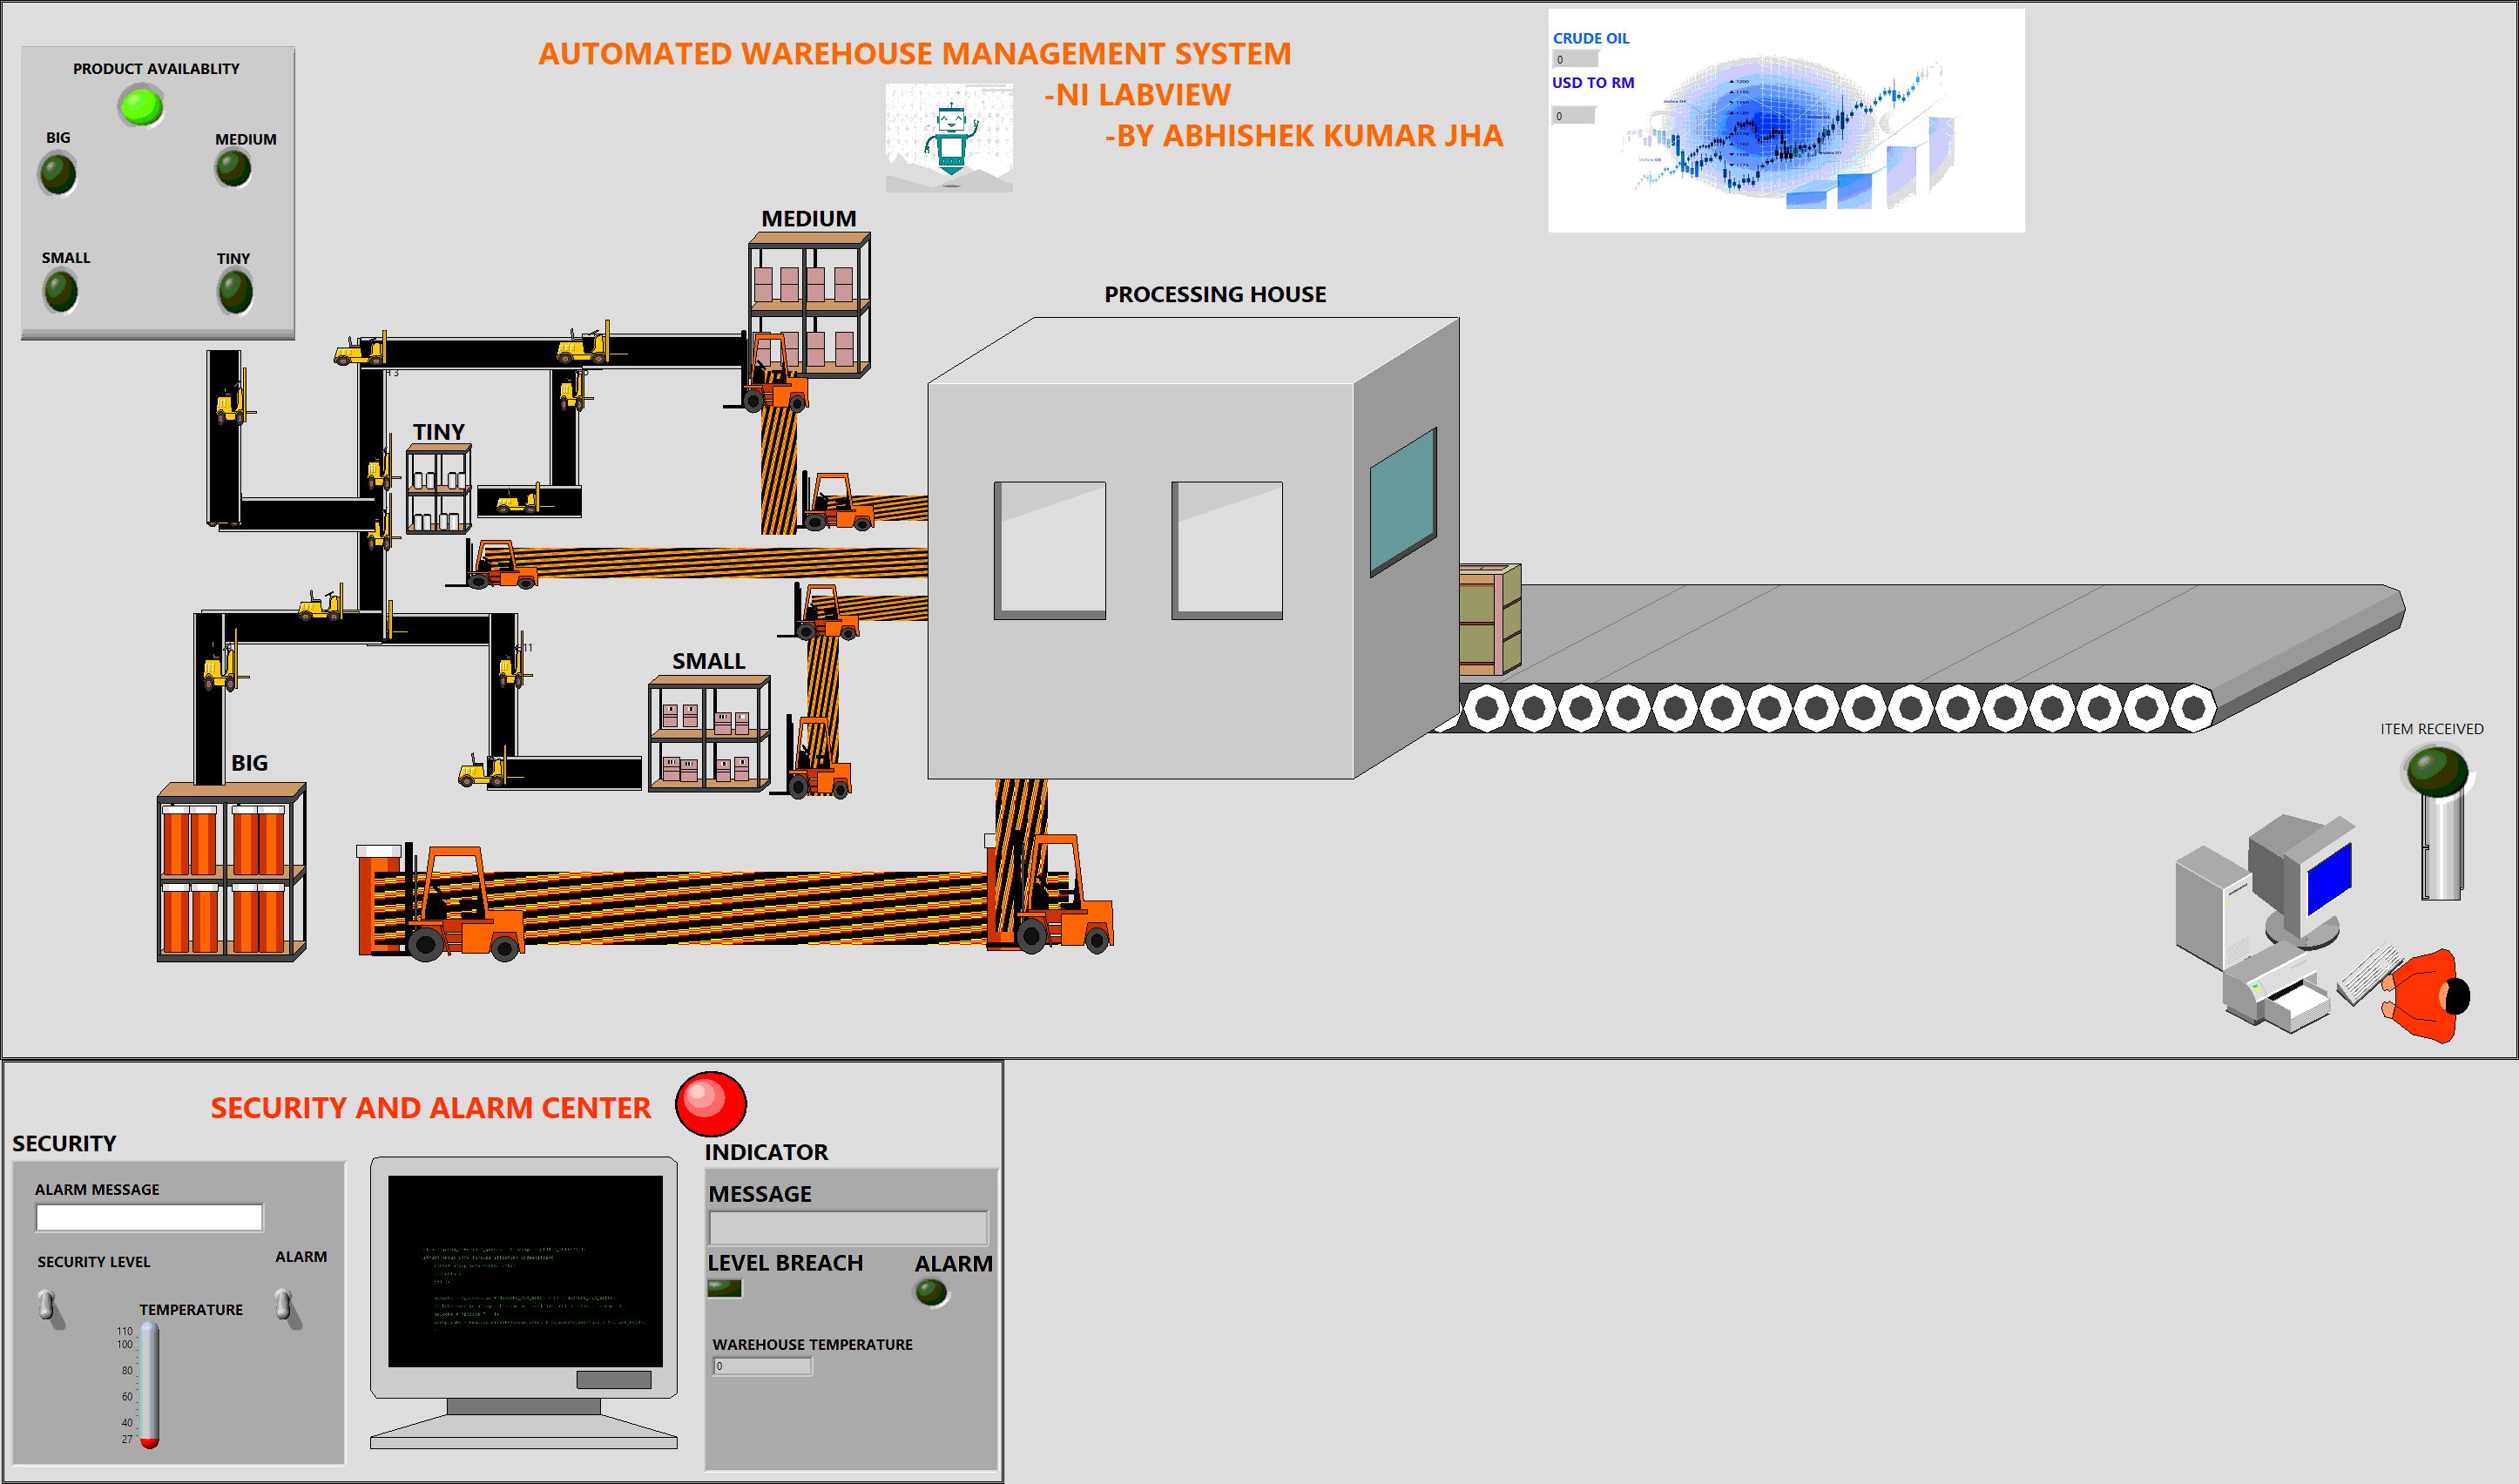 AUTOMATED WAREHOUSE MANAGEMENT SYSTEM
-NI LABVIEW
-BY ABHISHEK KUMAR JHA
CRUDE OIL
0
USD TO RM
0
PRODUCT AVAILABLITY
BIG
MEDIUM
SMALL
TINY
MEDIUM
PROCESSING HOUSE
H 3
TINY
11
SMALL
BIG
ITEM RECEIVED
SECURITY AND ALARM CENTER
SECURITY
ALARM MESSAGE
SECURITY LEVEL
ALARM
TEMPERATURE
110
100
80
60
40
27
INDICATOR
MESSAGE
LEVEL BREACH
ALARM
WAREHOUSE TEMPERATURE
0